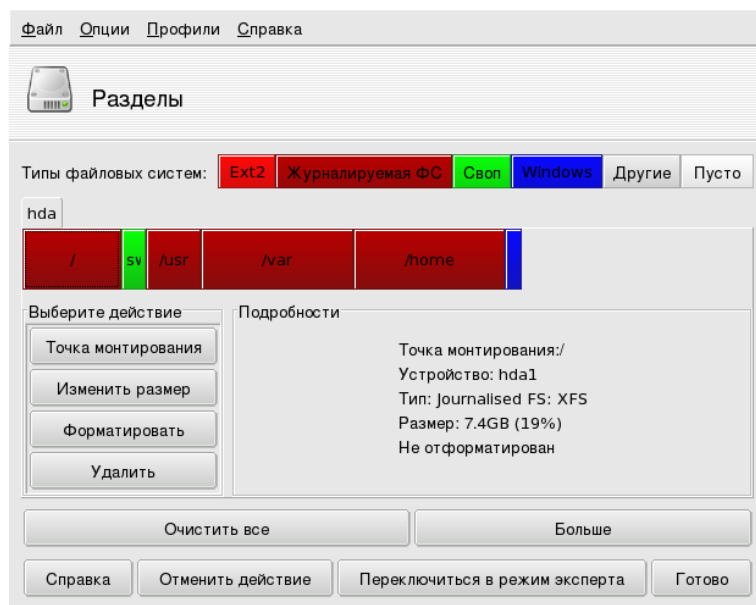 Файл Опции Профили Справка
Разделы
Типы файловых систем: Ext2 Журналируемая ФС Своп Windows Другие Пусто
hda
/ sv /usr /var /home
Выберите действие Подробности
Точка монтирования
Изменить размер
Форматировать
Удалить
Точка монтирования:/
Устройство: hda1
Тип: Journalised FS: XFS
Размер: 7.4GB (19%)
Не отформатирован
Очистить все Больше
Справка Отменить действие Переключиться в режим эксперта Готово